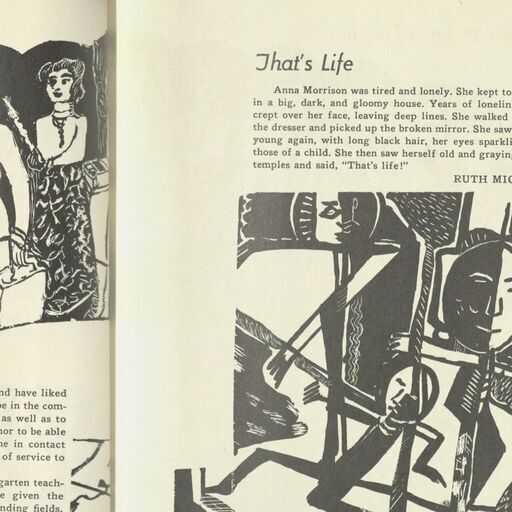 nd have liked
be in the com-
as well as to
nor to be able
ne in contact
of service to
garten teach-
e given the
nding fields.
That's Life
Anna Morrison was tired and lonely. She kept to
in a big, dark, and gloomy house. Years of lonelin
crept over her face, leaving deep lines. She walked
the dresser and picked up the broken mirror. She saw
young again, with long black hair, her eyes sparkli
those of a child. She then saw herself old and graying
temples and said, "That's life!"
RUTH MIC